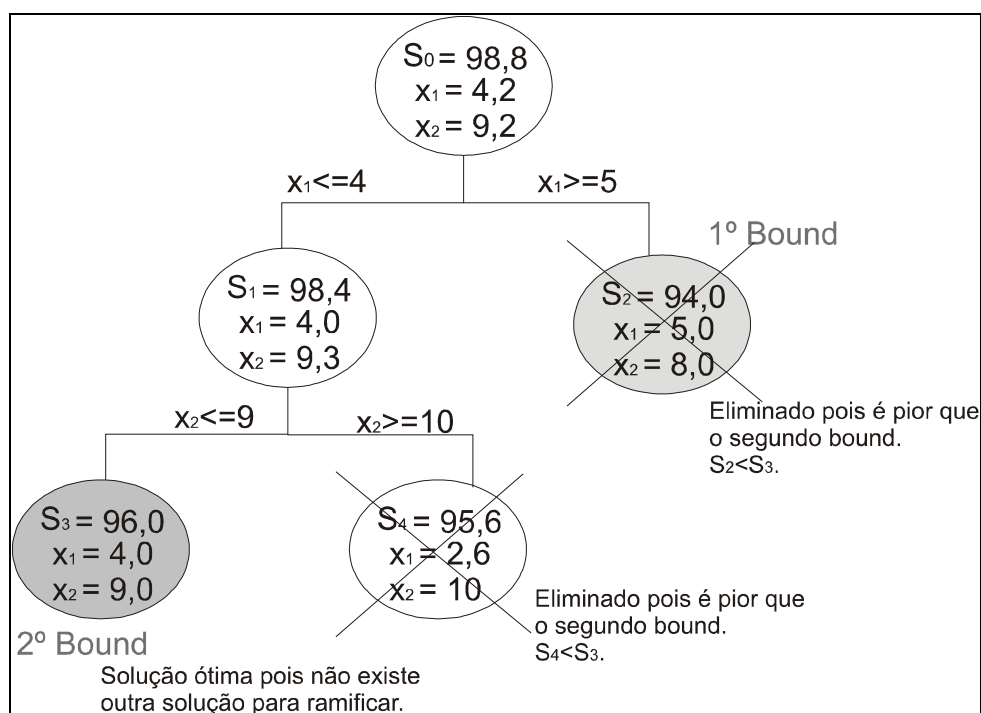 S₀ = 98,8
x₁ = 4,2
x₂ = 9,2
x₁<=4
x₁>=5
1º Bound
S₁ = 98,4
x₁ = 4,0
x₂ = 9,3
S₂ = 94,0
x₁ = 5,0
x₂ = 8,0
Eliminado pois é pior que
o segundo bound.
S₂<S₃.
x₂<=9
x₂>=10
S₃ = 96,0
x₁ = 4,0
x₂ = 9,0
S₄ = 95,6
x₁ = 2,6
x₂ = 10
Eliminado pois é pior que
o segundo bound.
S₄<S₃.
2º Bound
Solução ótima pois não existe
outra solução para ramificar.